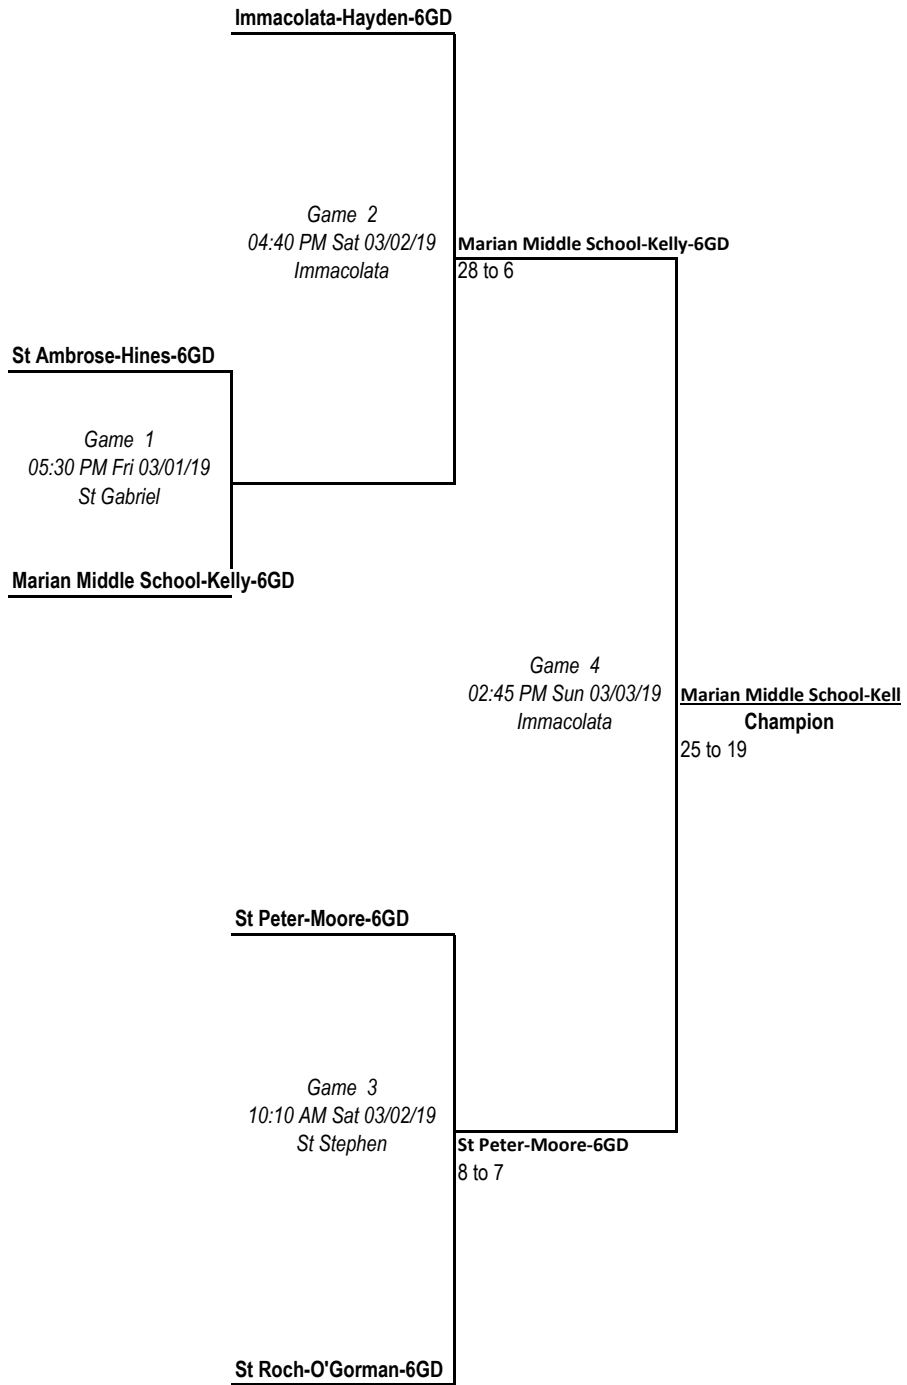 Immacolata-Hayden-6GD
Game 2
04:40 PM Sat 03/02/19
Immacolata
Marian Middle School-Kelly-6GD
28 to 6
St Ambrose-Hines-6GD
Game 1
05:30 PM Fri 03/01/19
St Gabriel
Marian Middle School-Kelly-6GD
Game 4
02:45 PM Sun 03/03/19
Immacolata
Marian Middle School-Kell
Champion
25 to 19
St Peter-Moore-6GD
Game 3
10:10 AM Sat 03/02/19
St Stephen
St Peter-Moore-6GD
8 to 7
St Roch-O'Gorman-6GD